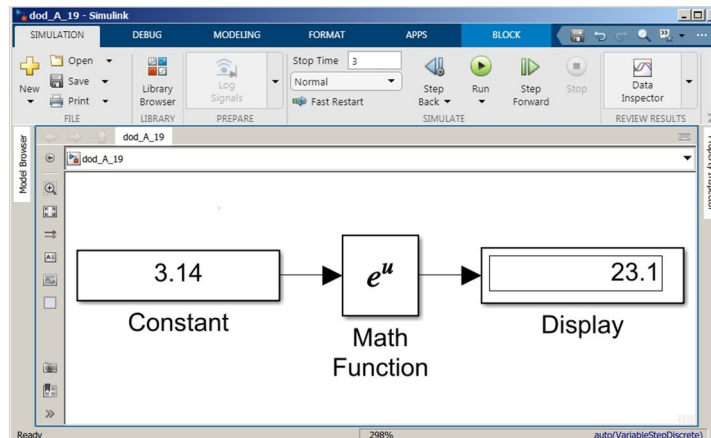 dod_A_19 - Simulink
SIMULATION DEBUG MODELING FORMAT APPS BLOCK
New
Open
Save
Print
FILE
Library
Browser
LIBRARY
Log
Signals
PREPARE
Stop Time 3
Normal
Fast Restart
Step
Back
Run
Step
Forward
Stop
SIMULATE
Data
Inspector
REVIEW RESULTS
dod_A_19
Model Browser
dod_A_19
Property Inspector
3.14
Constant
e^u
Math
Function
23.1
Display
Ready 298% auto(VariableStepDiscrete)